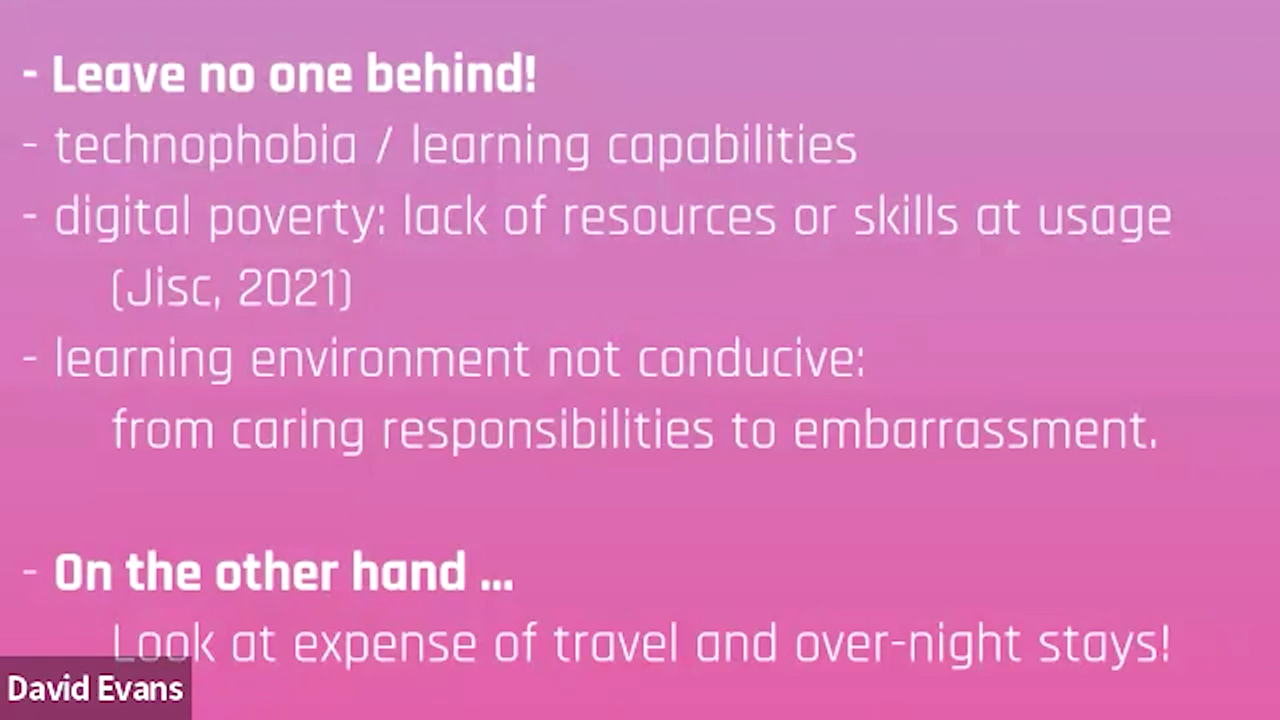 - Leave no one behind!
- technophobia / learning capabilities
- digital poverty: lack of resources or skills at usage
(Jisc, 2021)
- learning environment not conducive:
from caring responsibilities to embarrassment.
- On the other hand ...
Look at expense of travel and over-night stays!
David Evans